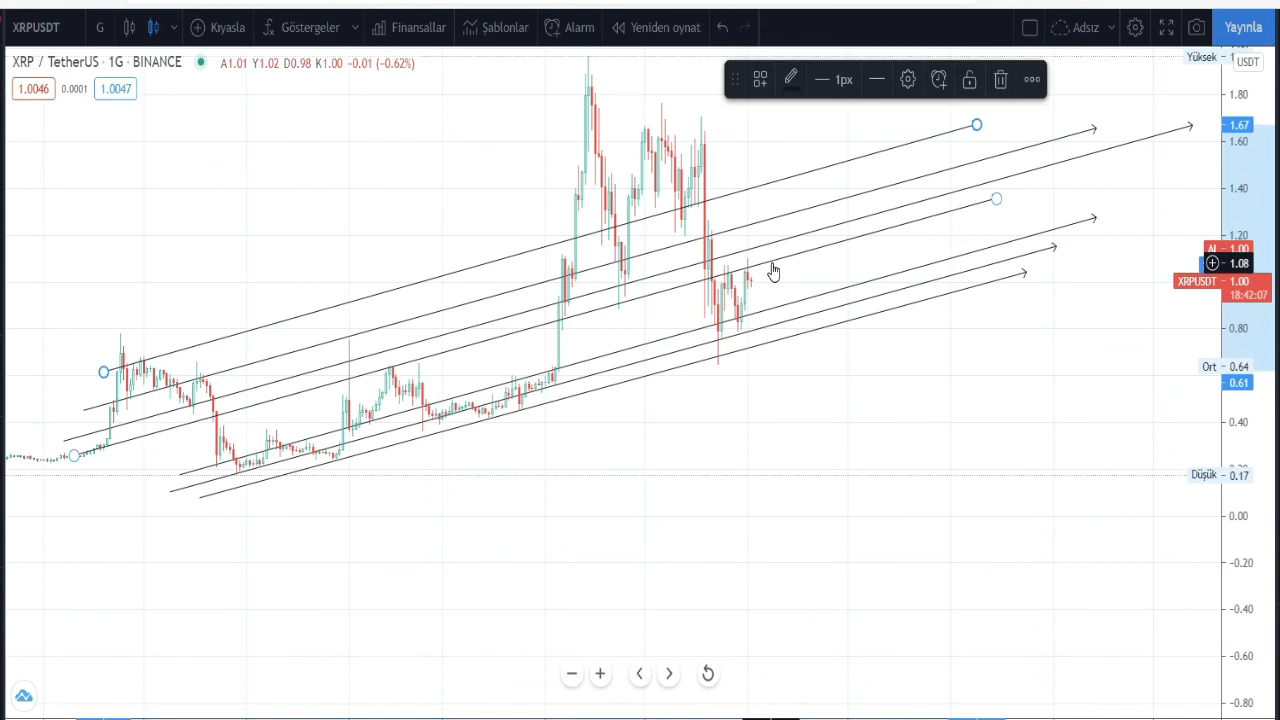 XRPUSDT G Kıyasla Göstergeler Finansallar Şablonlar Alarm Yeniden oynat Adsız Yayınla
XRP / TetherUS · 1G · BINANCE A1.01 Y1.02 D0.98 K1.00 −0.01 (−0.62%)
1.0046 0.0001 1.0047
1px
Yüksek
USDT
1.80
1.67
1.60
1.40
1.20
1.00
1.08
XRPUSDT 1.00
18:42:07
0.80
Ort 0.64
0.61
0.40
Düşük 0.17
0.00
-0.20
-0.40
-0.60
-0.80